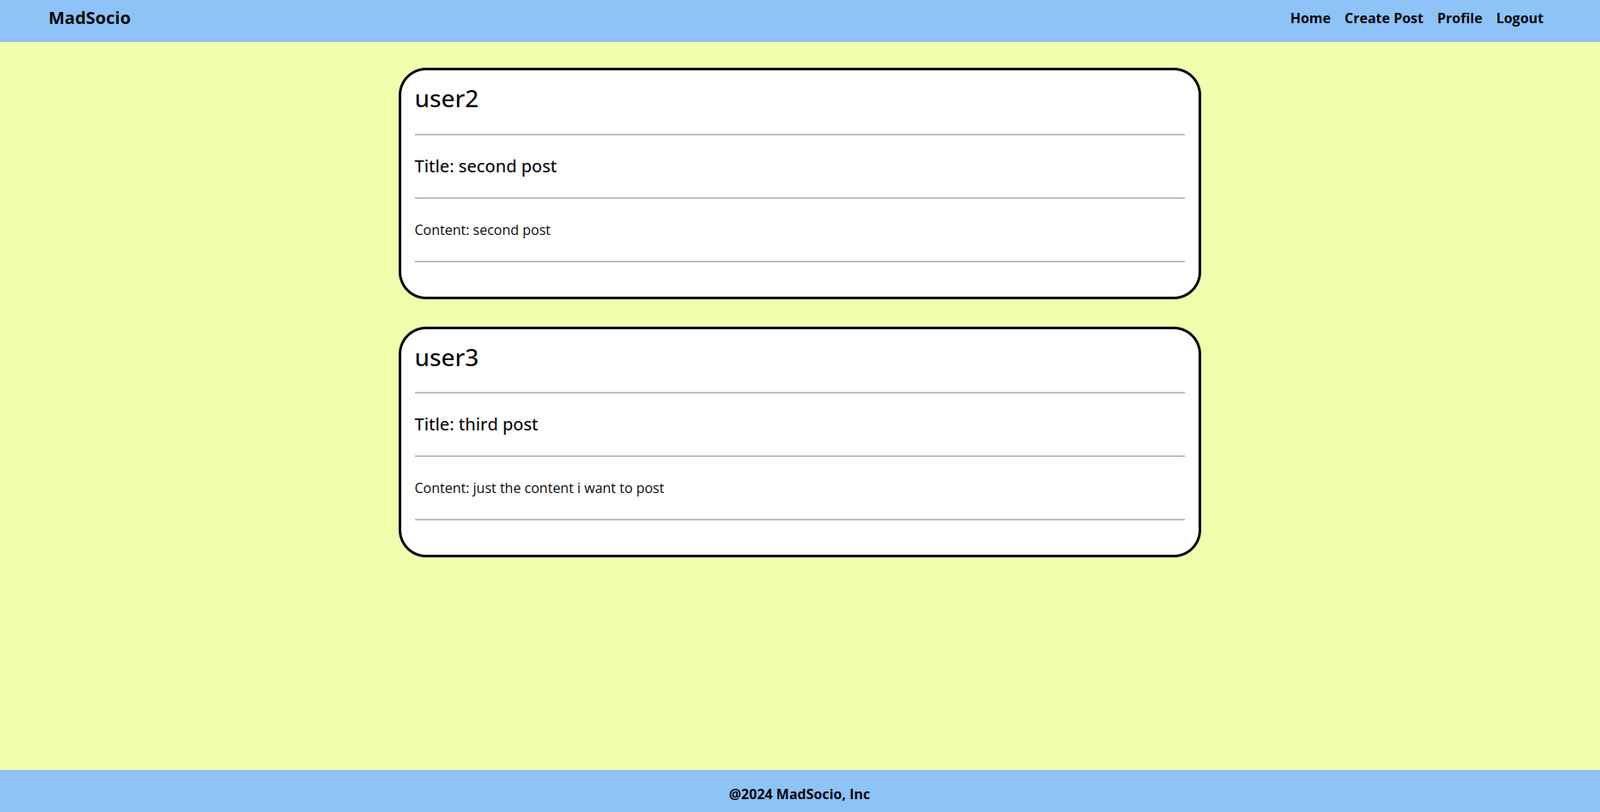 MadSocio
Home Create Post Profile Logout
user2
Title: second post
Content: second post
user3
Title: third post
Content: just the content i want to post
@2024 MadSocio, Inc